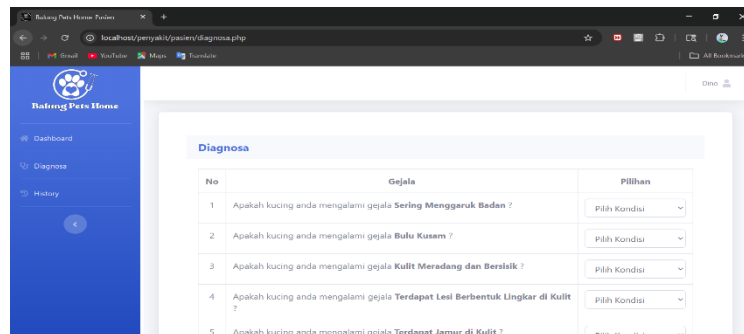 Balung Pets Home: Pasien
localhost/penyakit/pasien/diagnosa.php
Gmail YouTube Maps Translate All Bookmark
Balung Pets Home
Dino
Dashboard
Diagnosa
History
Diagnosa
No Gejala Pilihan
1 Apakah kucing anda mengalami gejala Sering Menggaruk Badan ? Pilih Kondisi
2 Apakah kucing anda mengalami gejala Bulu Kusam ? Pilih Kondisi
3 Apakah kucing anda mengalami gejala Kulit Meradang dan Bersisik ? Pilih Kondisi
4 Apakah kucing anda mengalami gejala Terdapat Lesi Berbentuk Lingkar di Kulit
? Pilih Kondisi
5 Apakah kucing anda mengalami gejala Terdapat Jamur di Kulit ?